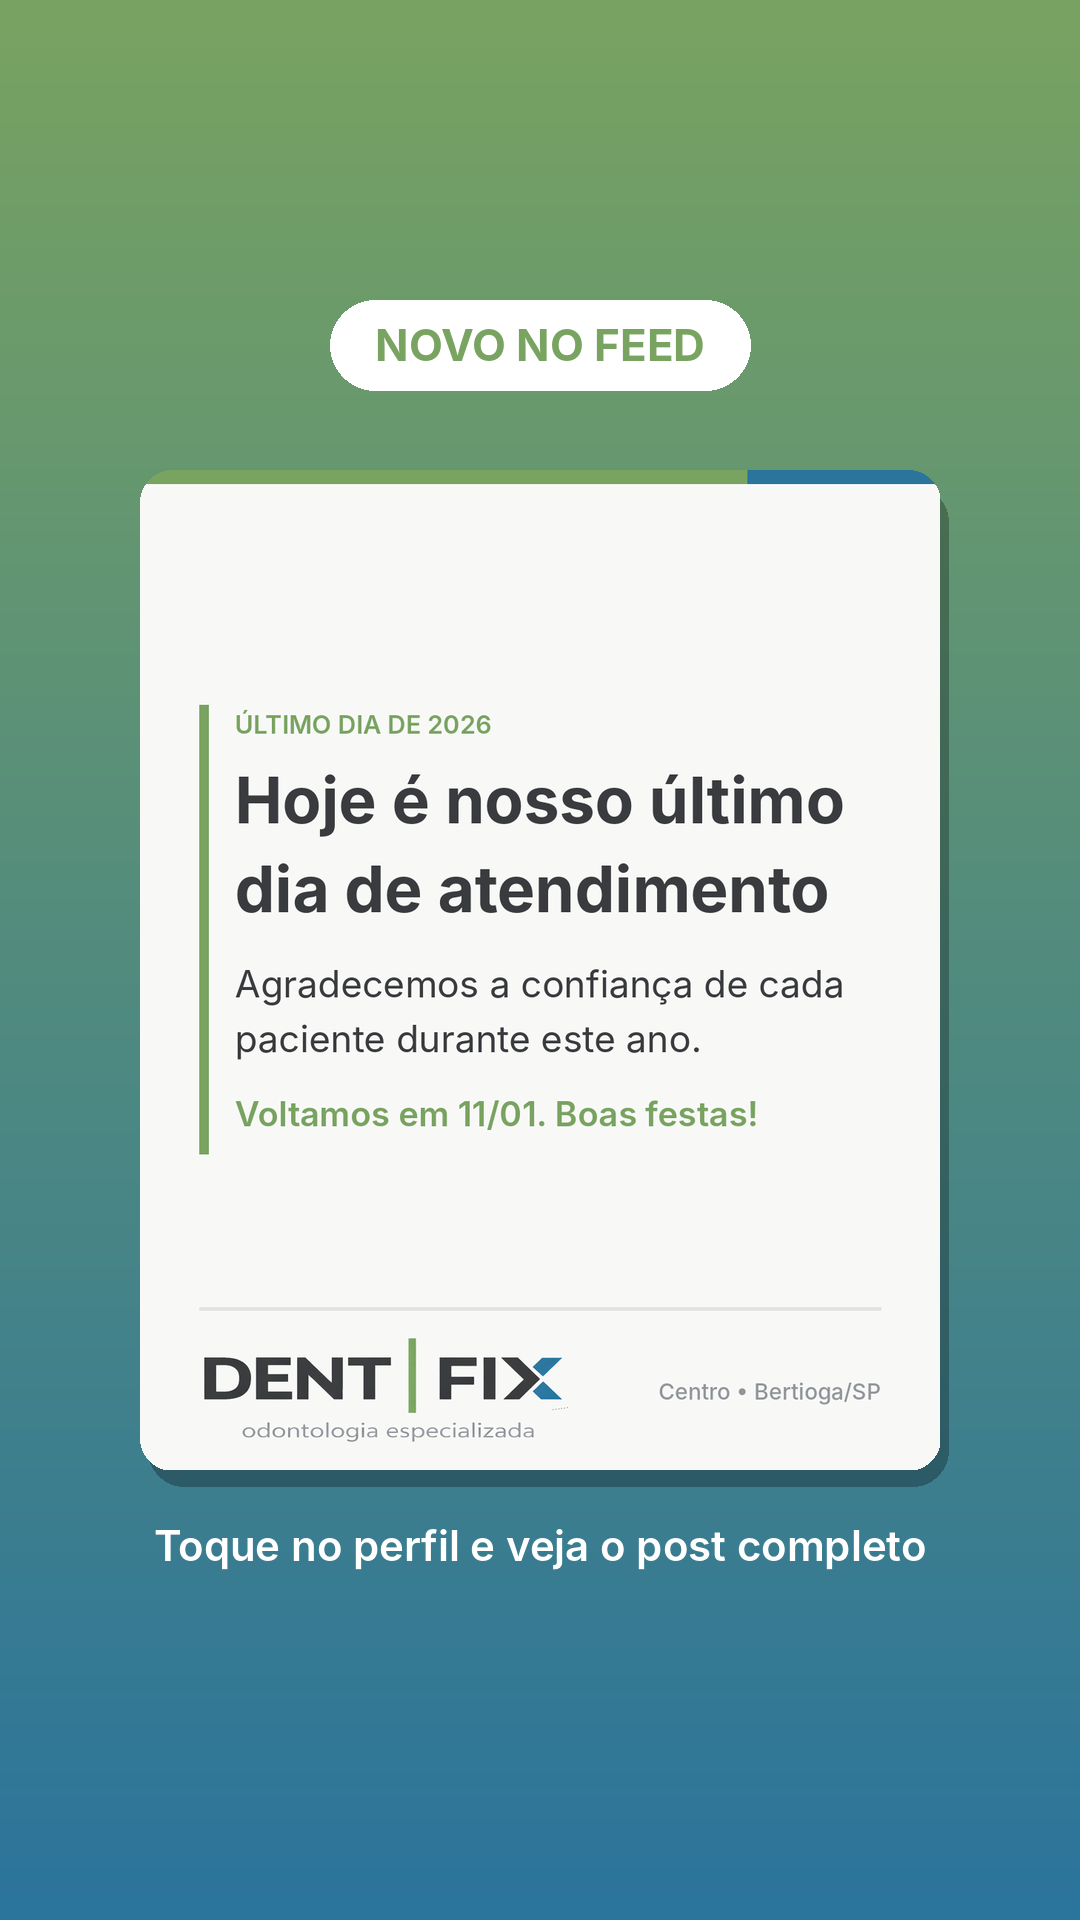 NOVO NO FEED
ÚLTIMO DIA DE 2026
Hoje é nosso último
dia de atendimento
Agradecemos a confiança de cada
paciente durante este ano.
Voltamos em 11/01. Boas festas!
DENT | FIX
odontologia especializada
Centro • Bertioga/SP
Toque no perfil e veja o post completo